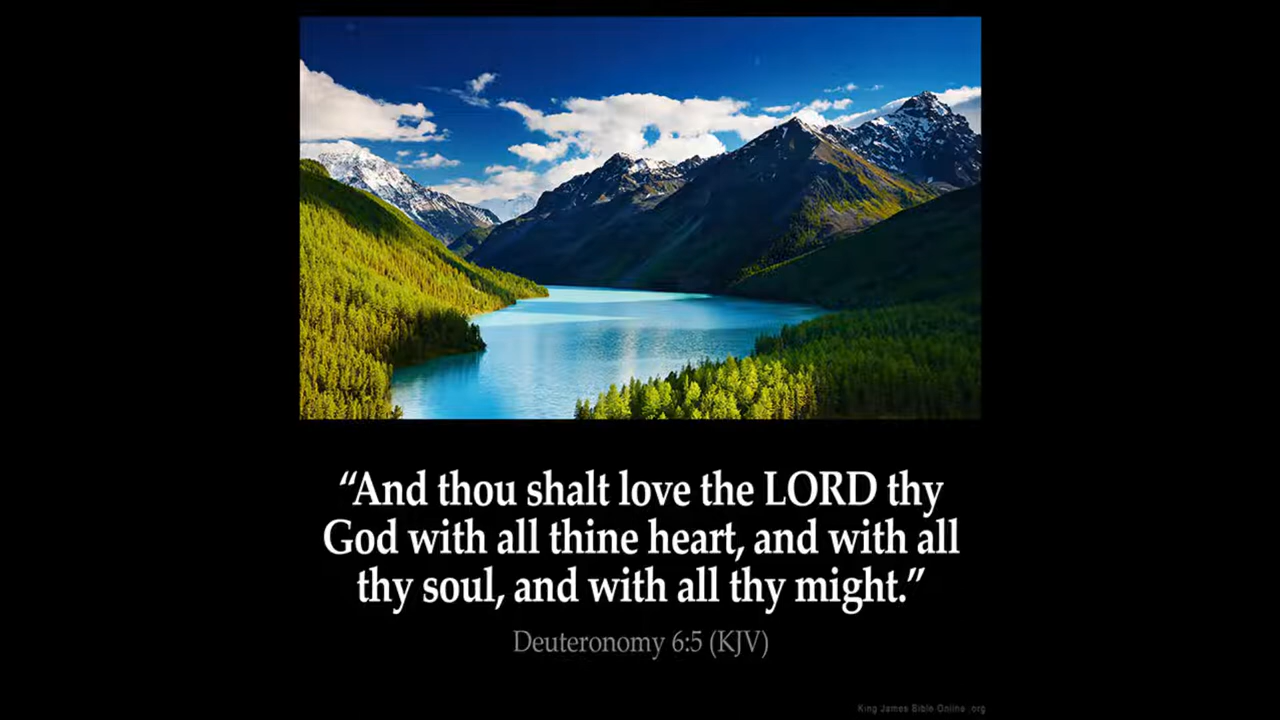 “And thou shalt love the LORD thy
God with all thine heart, and with all
thy soul, and with all thy might.”
Deuteronomy 6:5 (KJV)
King James Bible Online .org